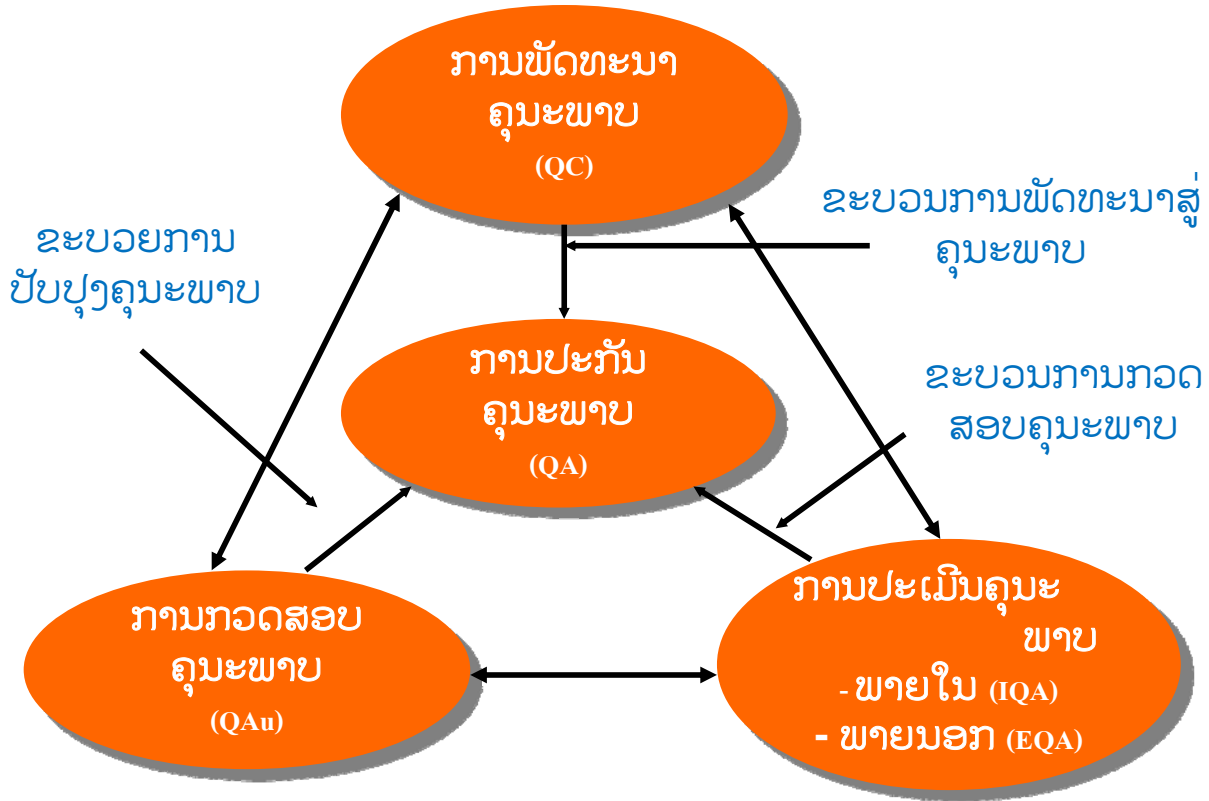 ການພັດທະນາ
ຄຸນະພາບ
(QC)
ຂະບວນການພັດທະນາສູ່
ຄຸນະພາບ
ຂະບວຍການ
ປັບປຸງຄຸນະພາບ
ການປະກັນ
ຄຸນະພາບ
(QA)
ຂະບວນການກວດ
ສອບຄຸນະພາບ
ການກວດສອບ
ຄຸນະພາບ
(QAu)
ການປະເມີນຄຸນະ
ພາບ
- ພາຍໃນ (IQA)
- ພາຍນອກ (EQA)